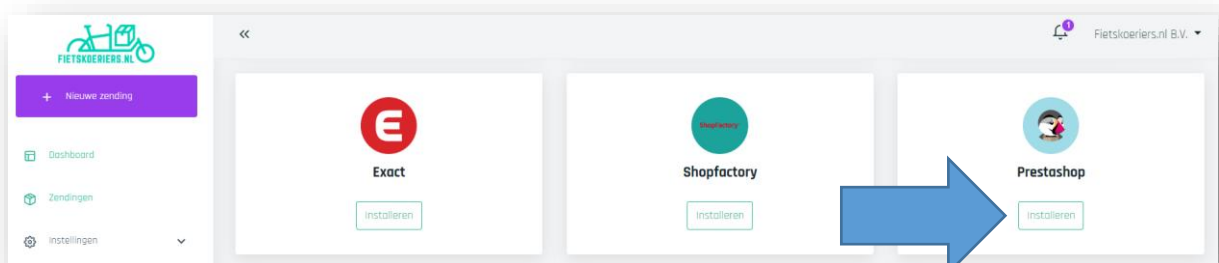 FIETSKOERIERS.NL
«
1
Fietskoeriers.nl B.V.
+ Nieuwe zending
Dashboard
Zendingen
Instellingen
e
Exact
Installeren
ShopFactory
Shopfactory
Installeren
Prestashop
Installeren